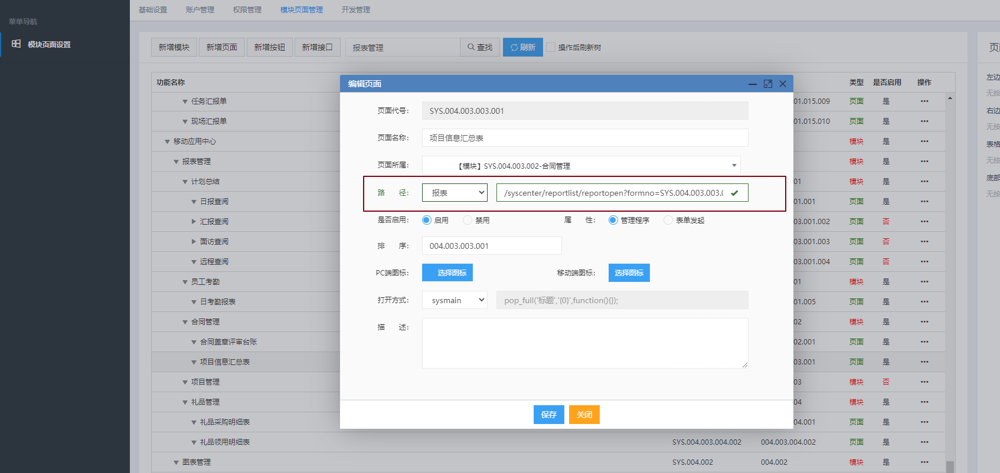 基础设置 账户管理 权限管理 模块页面管理 开发管理
菜单导航
模块页面设置
新增模块 新增页面 新增按钮 新增接口 报表管理 查找 刷新 操作后刷新树
功能名称 类型 是否启用 操作
任务汇报单 01.015.009 页面 是 •••
现场汇报单 01.015.010 页面 是 •••
移动应用中心 模块 是 •••
报表管理 模块 是 •••
计划总结 01 模块 是 •••
日报查阅 01.001 页面 是 •••
汇报查阅 03.001.002 页面 否 •••
面访查阅 03.001.003 页面 否 •••
远程查阅 03.001.004 页面 否 •••
员工考勤 01 模块 是 •••
日考勤报表 01.005 页面 是 •••
合同管理 02 模块 是 •••
合同盖章评审台账 02.001 页面 是 •••
项目信息汇总表 03.001 页面 是 •••
项目管理 03 模块 否 •••
礼品管理 04 模块 是 •••
礼品采购明细表 04.001 页面 是 •••
礼品领用明细表 SYS.004.003.004.002 004.003.004.002 页面 是 •••
图表管理 SYS.004.002 004.002 模块 是 •••
编辑页面
页面代号: SYS.004.003.003.001
页面名称: 项目信息汇总表
页面所属: 【模块】SYS.004.003.002-合同管理
路 径: 报表 /syscenter/reportlist/reportopen?formno=SYS.004.003.003.0
是否启用: 启用 禁用 属 性: 管理程序 表单发起
排 序: 004.003.003.001
PC端图标: 选择图标 移动端图标: 选择图标
打开方式: sysmain pop_full('标题','{0}',function(){});
描 述:
保存 关闭
左边
无按
右边
无按
表格
无按
底部
无按